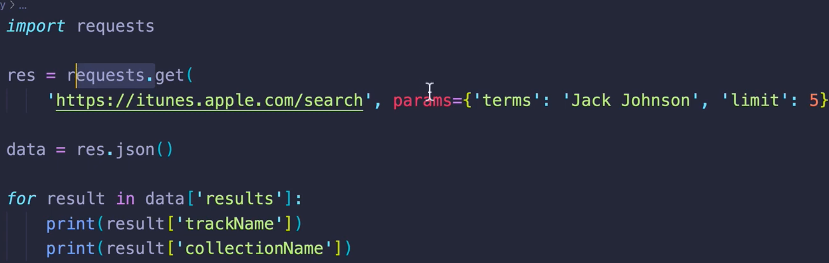 y > ...
import requests
res = requests.get(
'https://itunes.apple.com/search', params={'terms': 'Jack Johnson', 'limit': 5}
data = res.json()
for result in data['results']:
print(result['trackName'])
print(result['collectionName'])